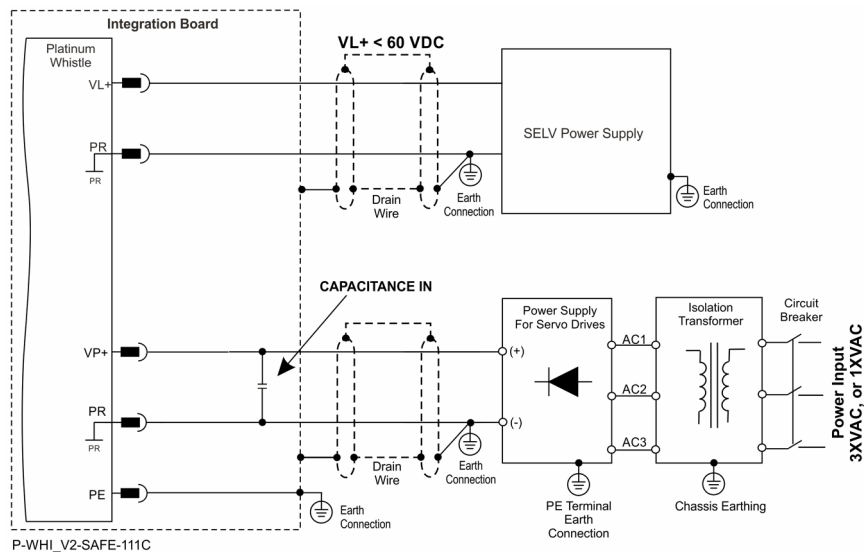 Integration Board
Platinum
Whistle
VL+ < 60 VDC
VL+
PR
PR
SELV Power Supply
Drain
Wire
Earth
Connection
Earth
Connection
CAPACITANCE IN
Power Supply
For Servo Drives
Isolation
Transformer
Circuit
Breaker
VP+
(+)
AC1
AC2
AC3
PR
PR
(-)
Drain
Wire
Earth
Connection
PE
Earth
Connection
PE Terminal
Earth
Connection
Chassis Earthing
Power Input
3XVAC, or 1XVAC
P-WHI_V2-SAFE-111C